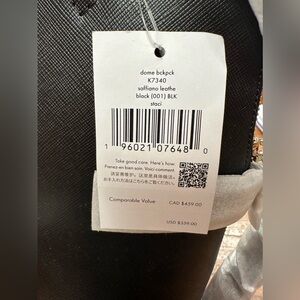 dome bckpck
K7340
saffiano leathe
black (001) BLK
staci
1 96021 07648 0
Take good care. Here's how.
Prenez-en bien soin. Voici comment.
Comparable Value
CAD $459.00
USD $359.00